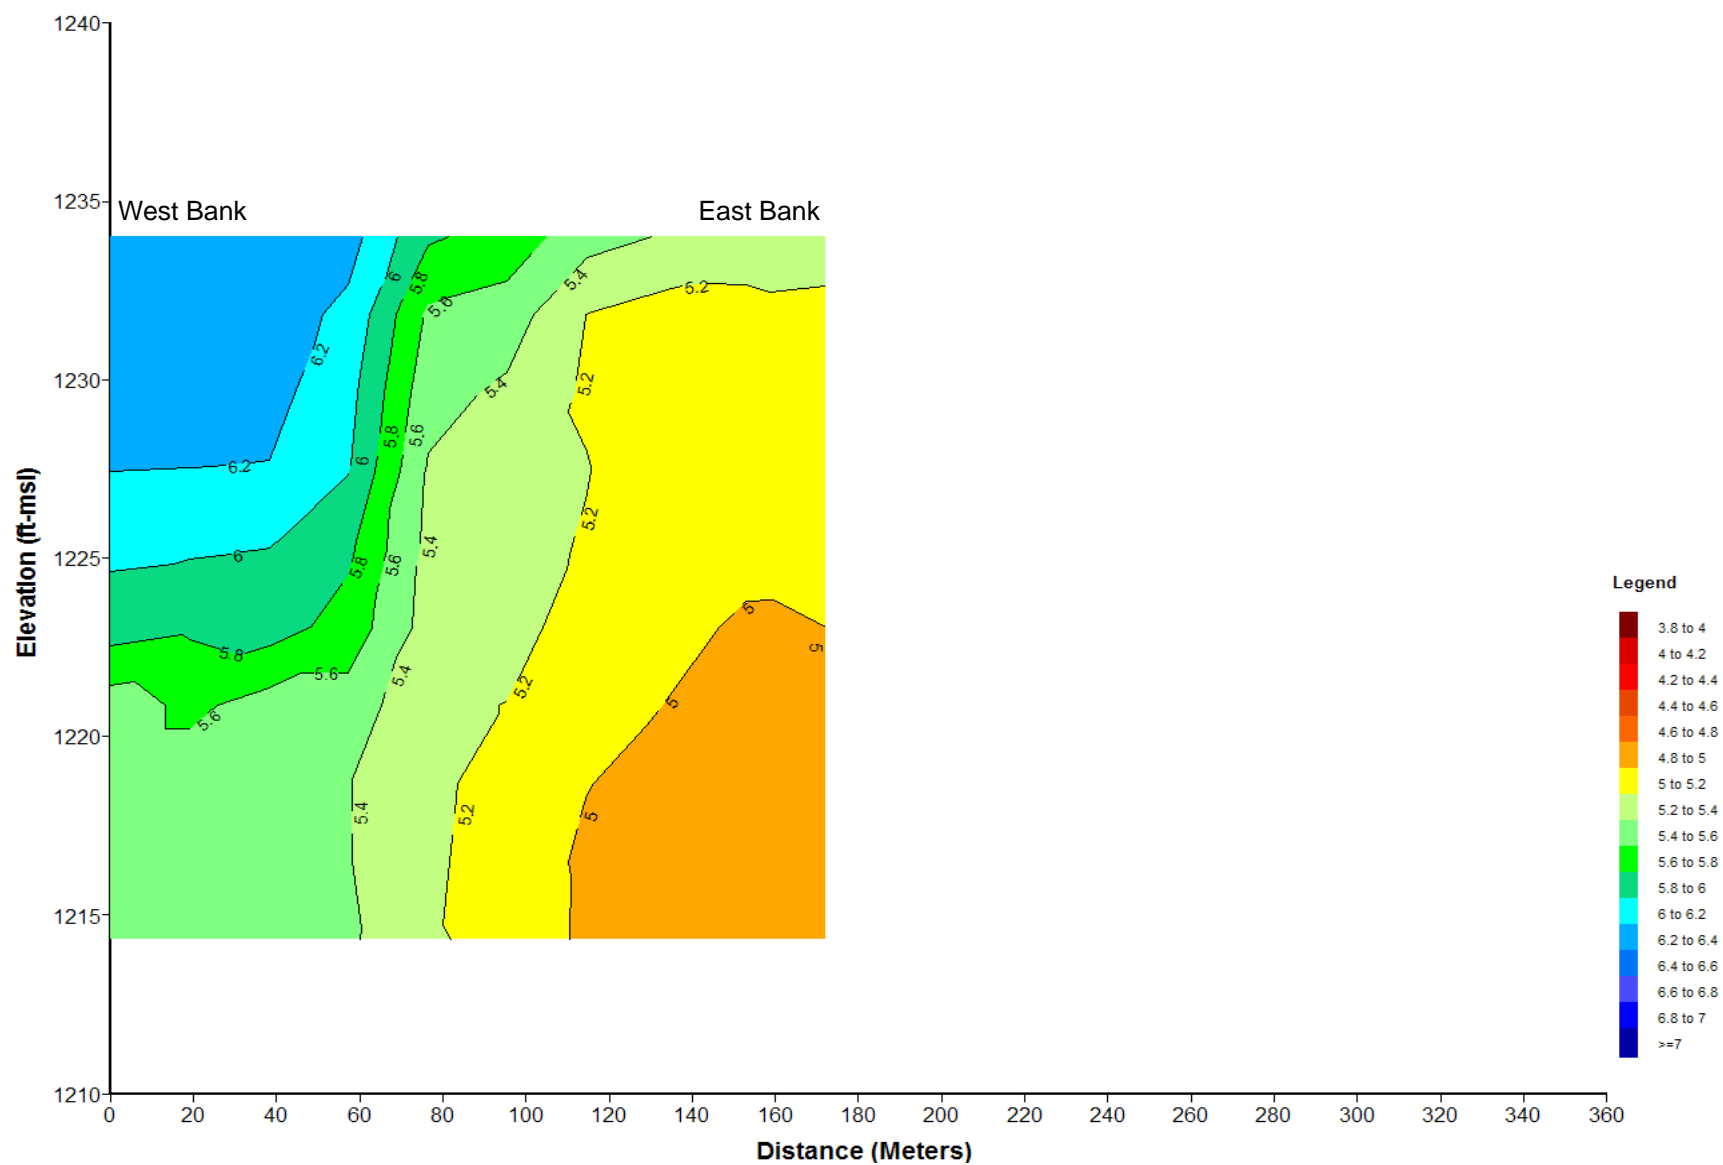 1240
1235
West Bank
East Bank
6
5.8
5.6
5.4
5.2
6.2
5.4
5.2
6.2
6
5.8
5.6
5.2
6
5.8
5.6
5.4
5
5
5.8
5.6
5.4
5.2
5
5.6
5.4
5.2
5
1230
1225
1220
1215
1210
Elevation (ft-msl)
0 20 40 60 80 100 120 140 160 180 200 220 240 260 280 300 320 340 360
Distance (Meters)
Legend
3.8 to 4
4 to 4.2
4.2 to 4.4
4.4 to 4.6
4.6 to 4.8
4.8 to 5
5 to 5.2
5.2 to 5.4
5.4 to 5.6
5.6 to 5.8
5.8 to 6
6 to 6.2
6.2 to 6.4
6.4 to 6.6
6.6 to 6.8
6.8 to 7
>=7